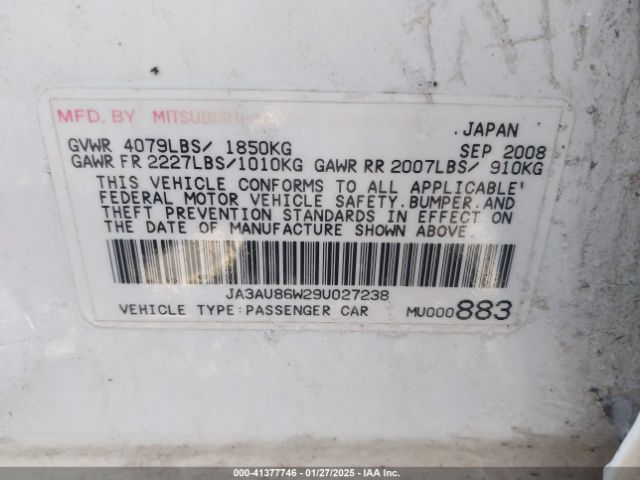 MFD. BY MITSUBISHI
JAPAN
GVWR 4079LBS/ 1850KG SEP 2008
GAWR FR 2227LBS/1010KG GAWR RR 2007LBS/ 910KG
THIS VEHICLE CONFORMS TO ALL APPLICABLE
FEDERAL MOTOR VEHICLE SAFETY.BUMPER.AND
THEFT PREVENTION STANDARDS IN EFFECT ON
THE DATE OF MANUFACTURE SHOWN ABOVE.
JA3AU86W29U027238
VEHICLE TYPE:PASSENGER CAR MU000883
000-41377746 - 01/27/2025 - IAA Inc.